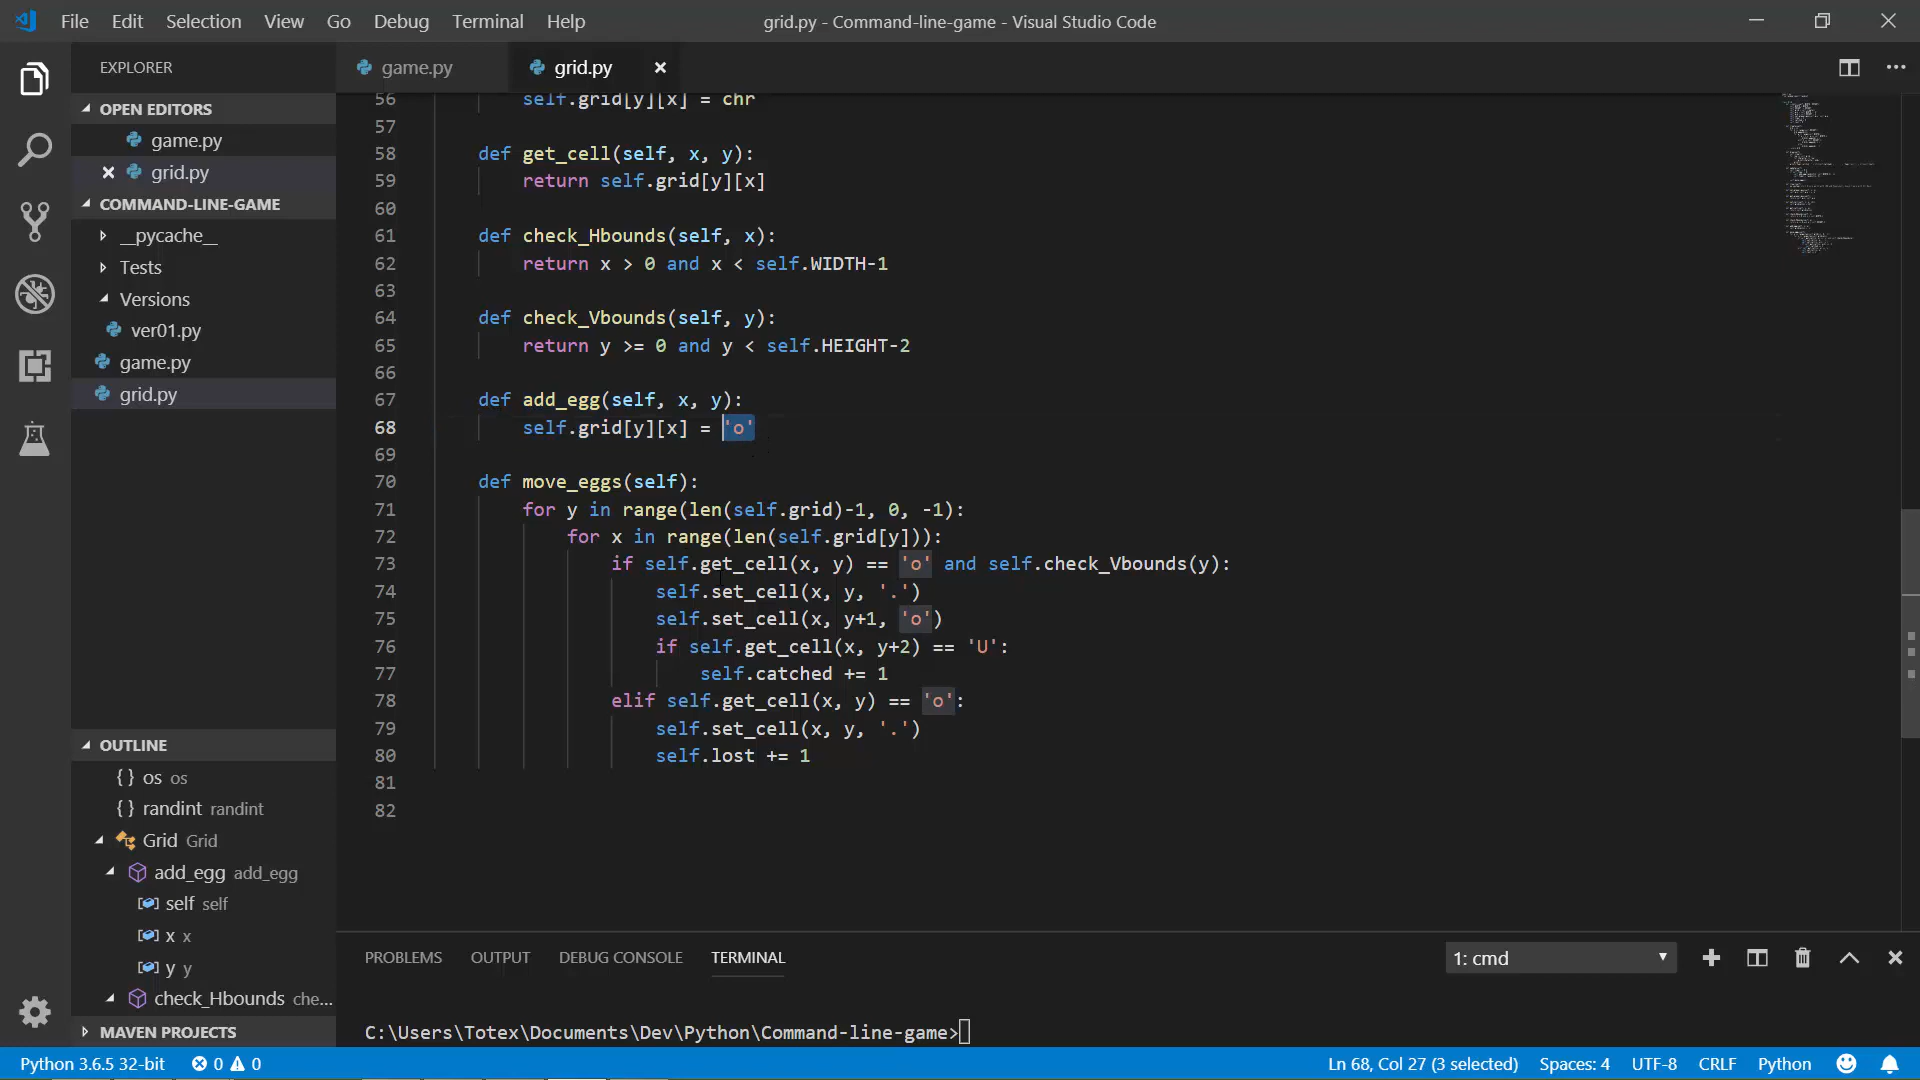 File Edit Selection View Go Debug Terminal Help
grid.py - Command-line-game - Visual Studio Code
EXPLORER
OPEN EDITORS
game.py
grid.py
COMMAND-LINE-GAME
__pycache__
Tests
Versions
ver01.py
game.py
grid.py
OUTLINE
{ } os os
{ } randint randint
Grid Grid
add_egg add_egg
self self
x x
y y
check_Hbounds che...
MAVEN PROJECTS
game.py grid.py
56 self.grid[y][x] = chr
57
58 def get_cell(self, x, y):
59 return self.grid[y][x]
60
61 def check_Hbounds(self, x):
62 return x > 0 and x < self.WIDTH-1
63
64 def check_Vbounds(self, y):
65 return y >= 0 and y < self.HEIGHT-2
66
67 def add_egg(self, x, y):
68 self.grid[y][x] = 'o'
69
70 def move_eggs(self):
71 for y in range(len(self.grid)-1, 0, -1):
72 for x in range(len(self.grid[y])):
73 if self.get_cell(x, y) == 'o' and self.check_Vbounds(y):
74 self.set_cell(x, y, '.')
75 self.set_cell(x, y+1, 'o')
76 if self.get_cell(x, y+2) == 'U':
77 self.catched += 1
78 elif self.get_cell(x, y) == 'o':
79 self.set_cell(x, y, '.')
80 self.lost += 1
81
82
PROBLEMS OUTPUT DEBUG CONSOLE TERMINAL 1: cmd
C:\Users\Totex\Documents\Dev\Python\Command-line-game>
Python 3.6.5 32-bit 0 0 Ln 68, Col 27 (3 selected) Spaces: 4 UTF-8 CRLF Python